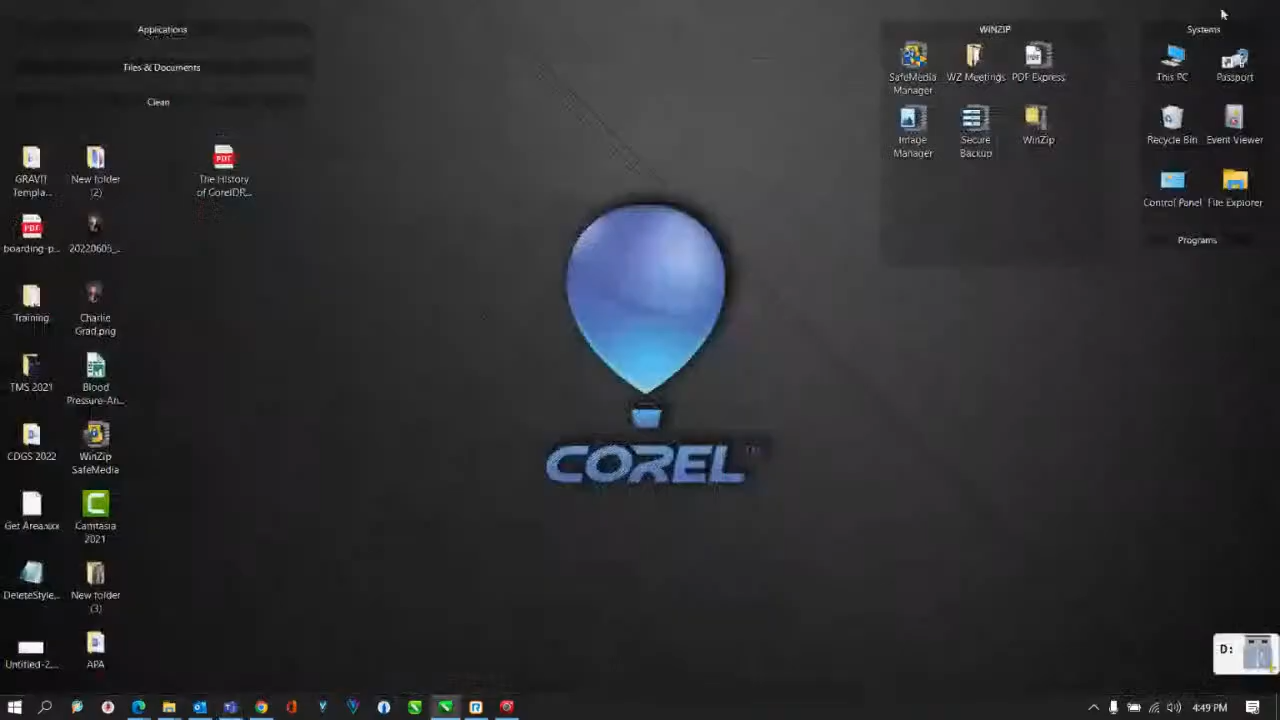 Applications
Files & Documents
Clean
GRAVIT
Templa...
New folder
(2)
The History
of CorelDR...
PDF
boarding-p...
PDF
20220605_...
Training
Charlie
Grad.png
TMS 2021
Blood
Pressure-An...
CDGS 2022
WinZip
SafeMedia
Get Area.xxx
Camtasia
2021
DeleteStyle...
New folder
(3)
Untitled-2...
APA
COREL™
WINZIP
SafeMedia
Manager
WZ Meetings
PDF Express
Image
Manager
Secure
Backup
WinZip
Systems
This PC
Passport
Recycle Bin
Event Viewer
Control Panel
File Explorer
Programs
D:
4:49 PM